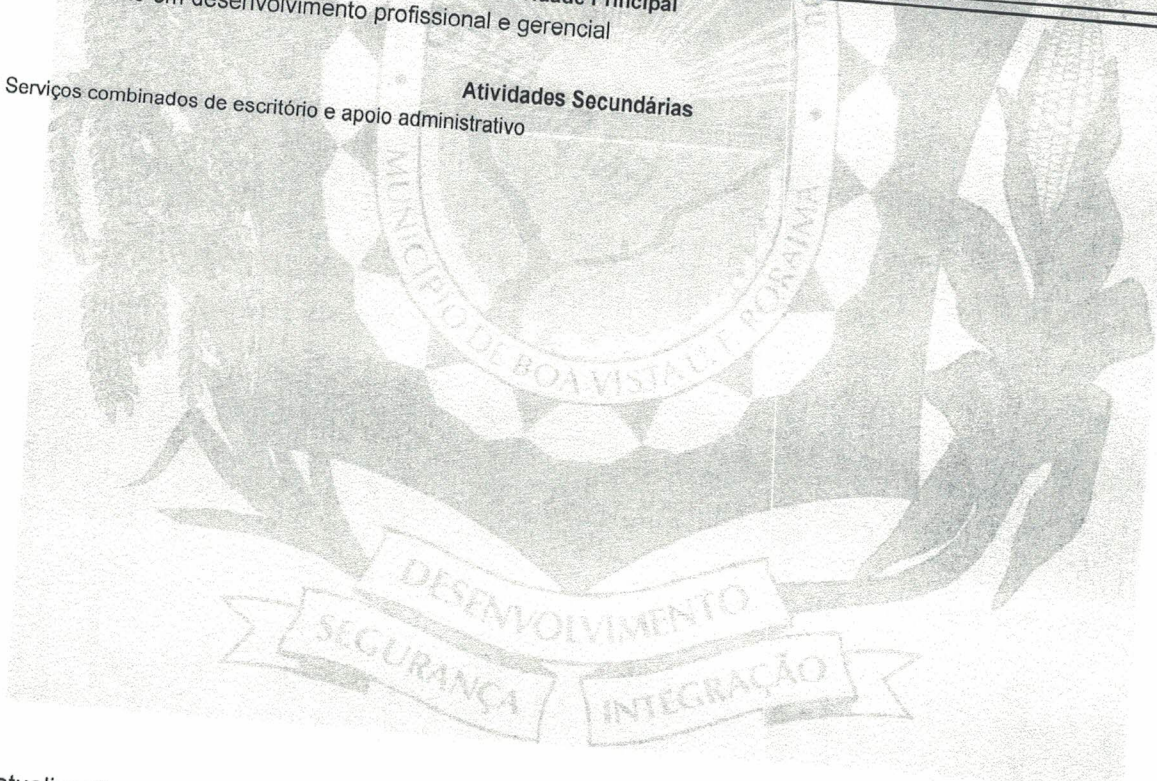 Principal
desenvolvimento profissional e gerencial
Atividades Secundárias
Serviços combinados de escritório e apoio administrativo
MUNICÍPIO DE BOA VISTA RORAIMA
DESENVOLVIMENTO
SEGURANÇA
INTEGRAÇÃO